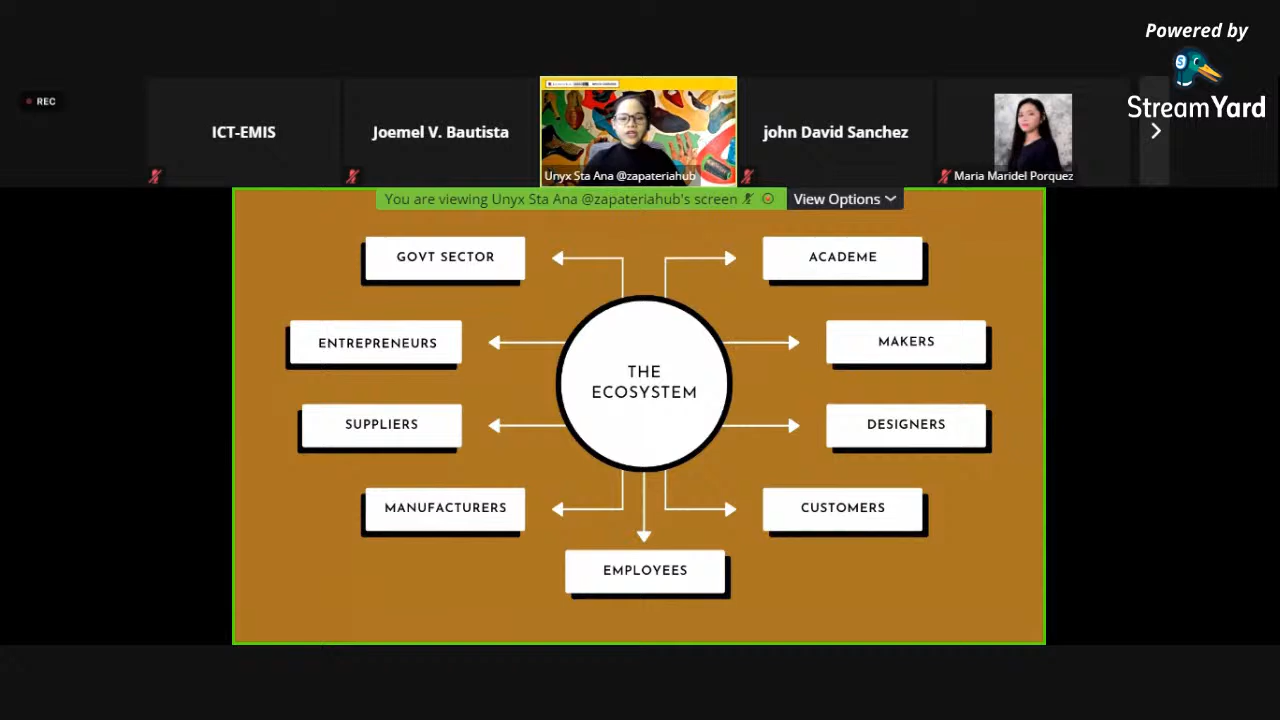 Powered by
StreamYard
REC
ICT-EMIS
Joemel V. Bautista
Unyx Sta Ana @zapateriahub
john David Sanchez
Maria Maridel Porquez
You are viewing Unyx Sta Ana @zapateriahub's screen
View Options
GOVT SECTOR
ACADEME
ENTREPRENEURS
MAKERS
THE
ECOSYSTEM
SUPPLIERS
DESIGNERS
MANUFACTURERS
CUSTOMERS
EMPLOYEES